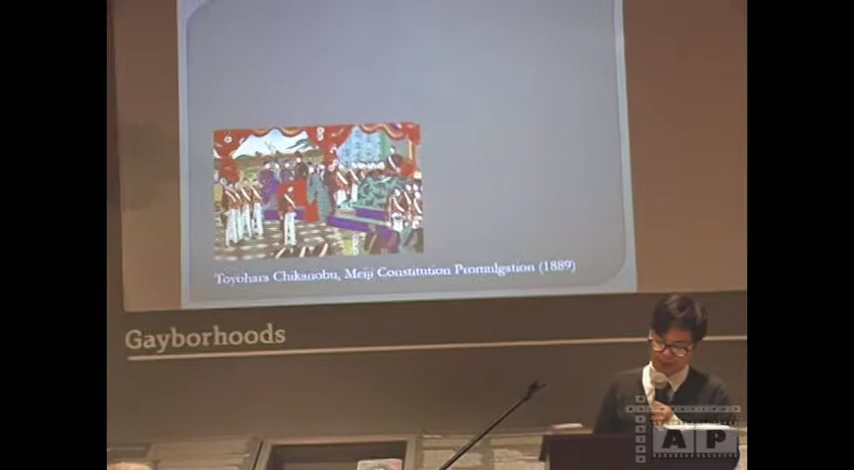 Toyohara Chikanobu, Meiji Constitution Promulgation (1889)
Gayborhoods
AP